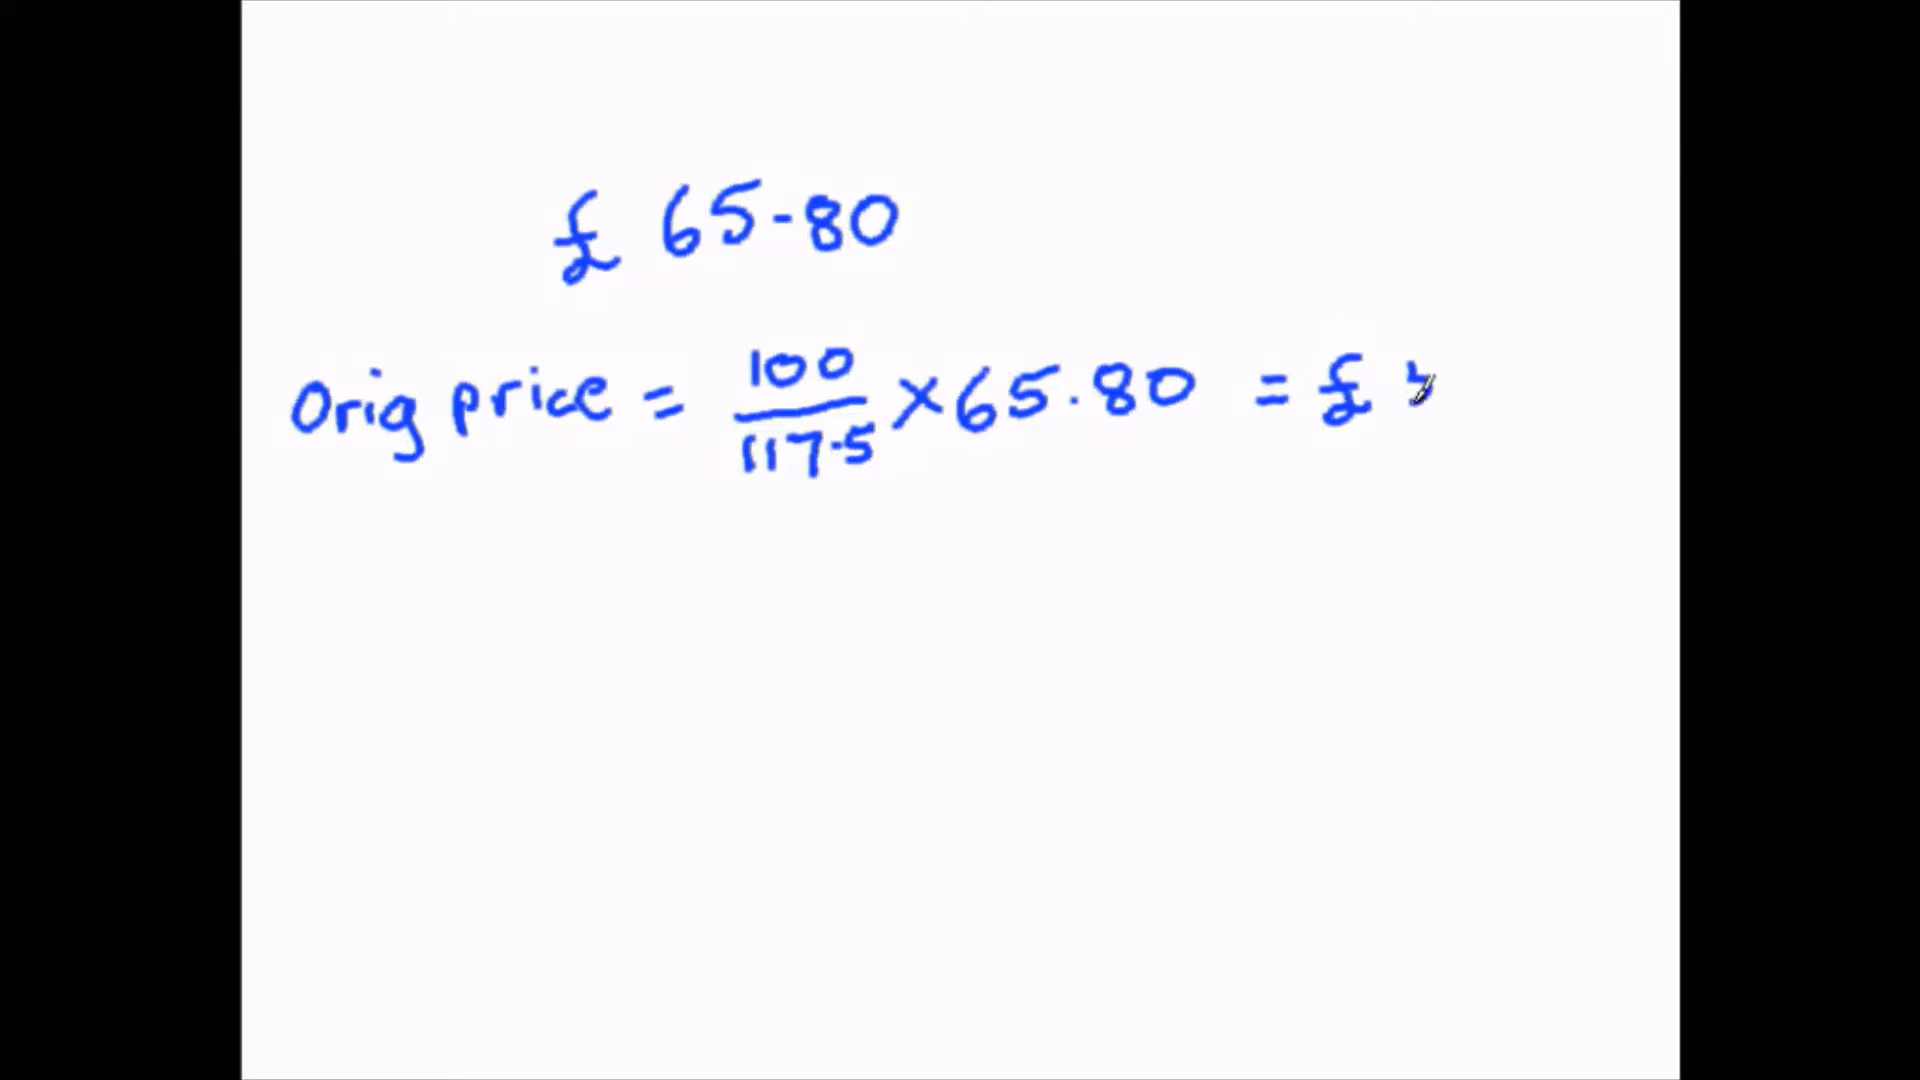 £ 65.80
Orig price = 100/117.5 × 65.80 = £